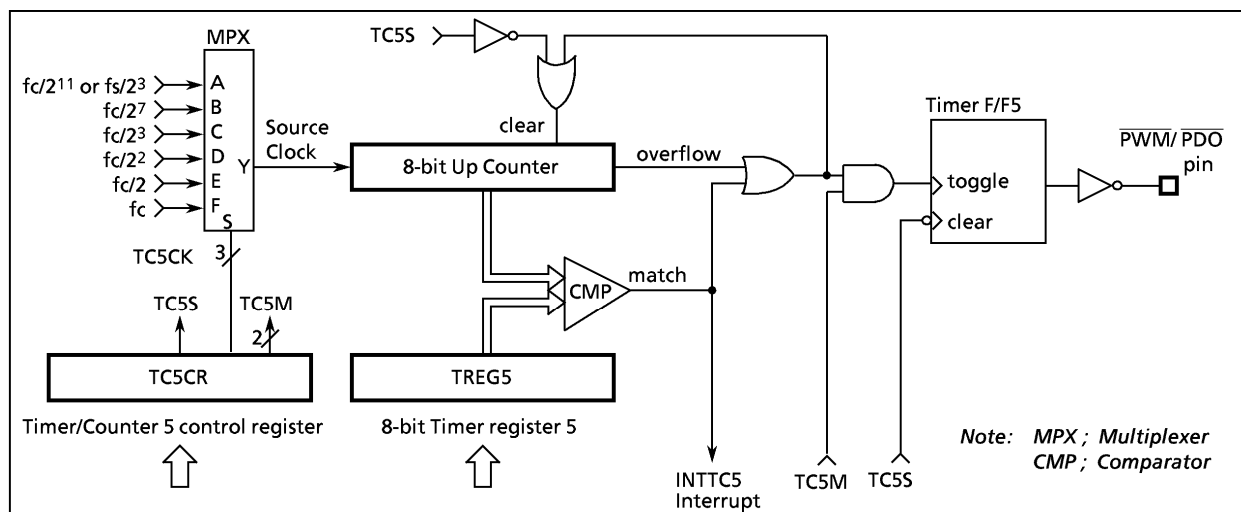 MPX
TC5S
fc/2¹¹ or fs/2³
A
fc/2⁷
B
fc/2³
C
fc/2²
D
fc/2
E
fc
F
Y
S
Source
Clock
clear
8-bit Up Counter
overflow
Timer F/F5
toggle
clear
P̅W̅M̅/ P̅D̅O̅
pin
TC5CK
3
TC5S
TC5M
2
CMP
match
TC5CR
TREG5
Timer/Counter 5 control register
8-bit Timer register 5
INTTC5
Interrupt
TC5M
TC5S
Note: MPX ; Multiplexer
CMP ; Comparator